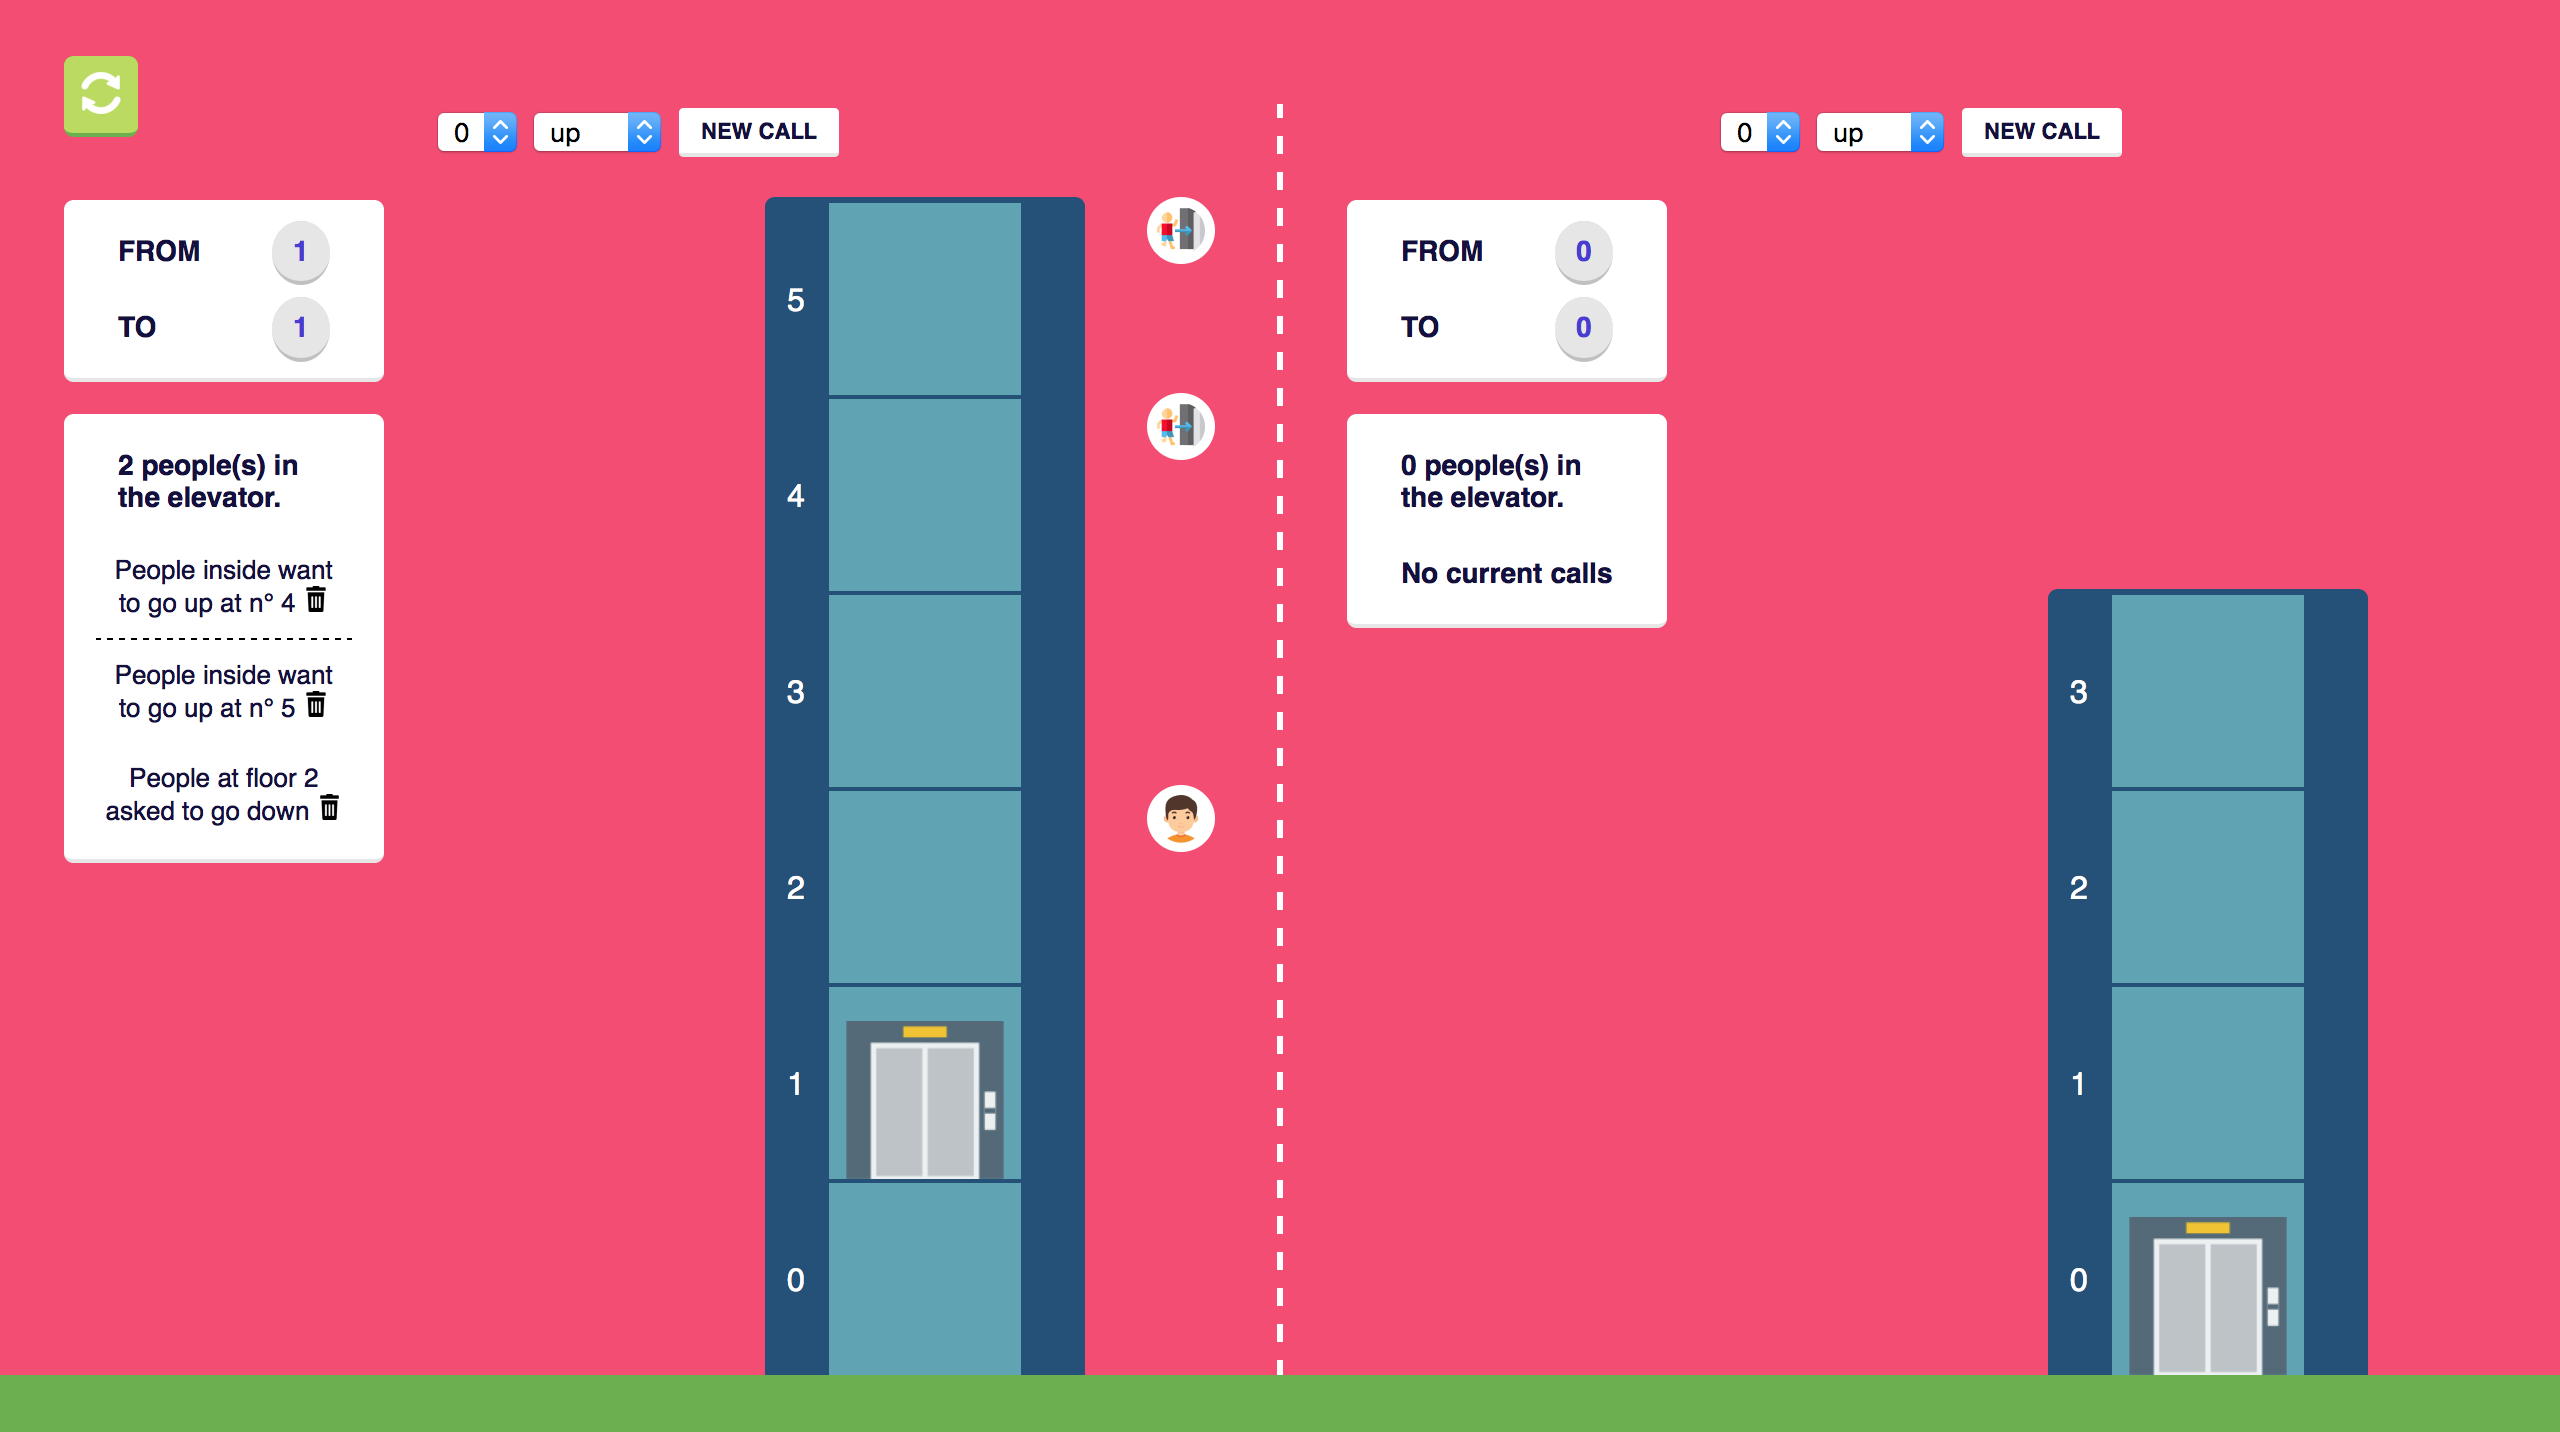 0
up
NEW CALL
FROM 1
TO 1
2 people(s) in
the elevator.
People inside want
to go up at n° 4
People inside want
to go up at n° 5
People at floor 2
asked to go down
5
4
3
2
1
0
0
up
NEW CALL
FROM 0
TO 0
0 people(s) in
the elevator.
No current calls
3
2
1
0